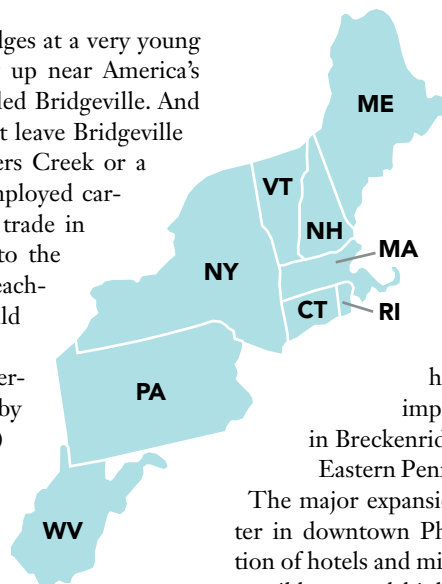 dges at a very young
up near America's
led Bridgeville. And
t leave Bridgeville
ers Creek or a
mployed car-
trade in
to the
each-
ld
er-
by
)
ME
VT
NH
MA
NY
CT
RI
PA
WV
h
imp
in Breckenrid
Eastern Penn
The major expansi
ter in downtown Ph
tion of hotels and mi